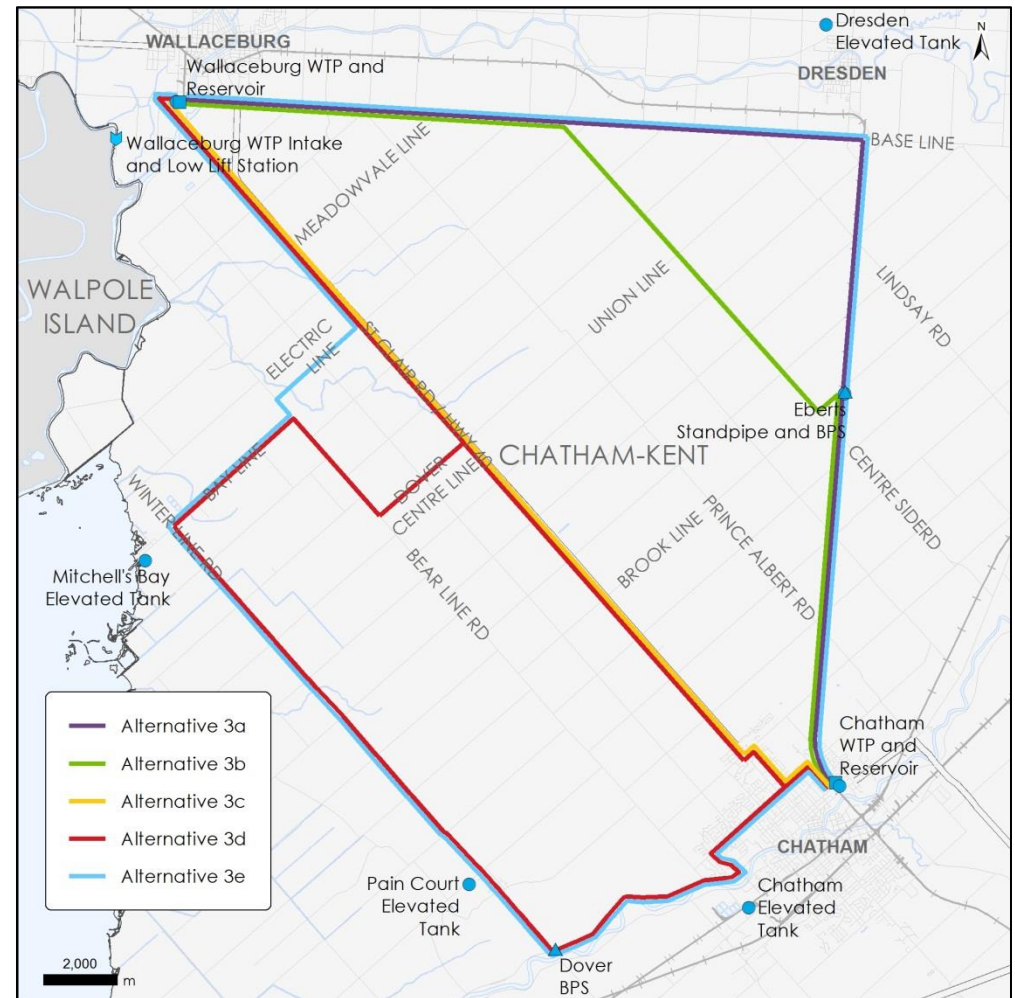 Dresden
Elevated Tank
N
WALLACEBURG
DRESDEN
Wallaceburg WTP and
Reservoir
BASE LINE
Wallaceburg WTP Intake
and Low Lift Station
MEADOWVALE LINE
WALPOLE
ISLAND
UNION LINE
LINDSAY RD
ELECTRIC
LINE
ST CLAIR RD / HWY 40
Eberts
Standpipe and BPS
CHATHAM-KENT
BAY LINE
DOVER
CENTRE LINE
CENTRE SIDERD
WINTER LINE RD
BROOK LINE
PRINCE ALBERT RD
Mitchell's Bay
Elevated Tank
BEAR LINE RD
Alternative 3a
Alternative 3b
Alternative 3c
Alternative 3d
Alternative 3e
Chatham
WTP and
Reservoir
CHATHAM
Pain Court
Elevated
Tank
Chatham
Elevated
Tank
Dover
BPS
2,000
m